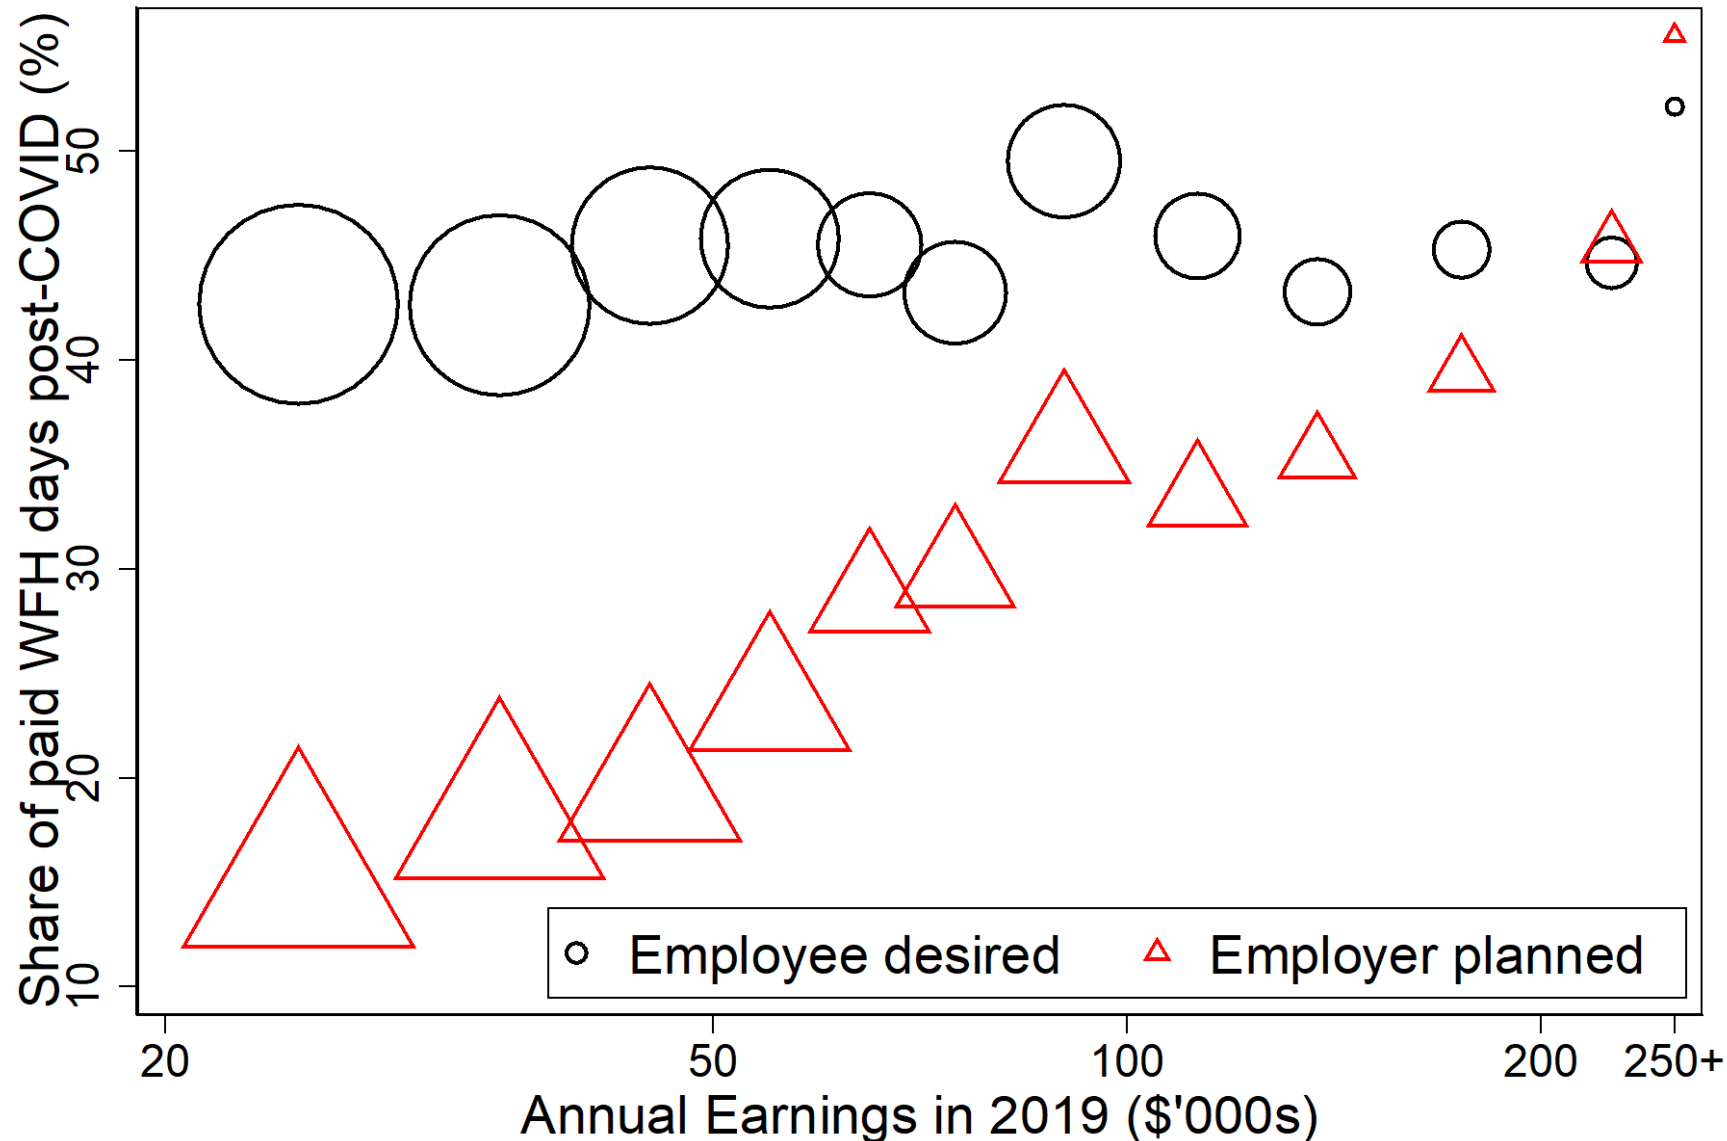 Share of paid WFH days post-COVID (%)
50
40
30
20
10
Employee desired
Employer planned
20
50
100
200
250+
Annual Earnings in 2019 ($'000s)